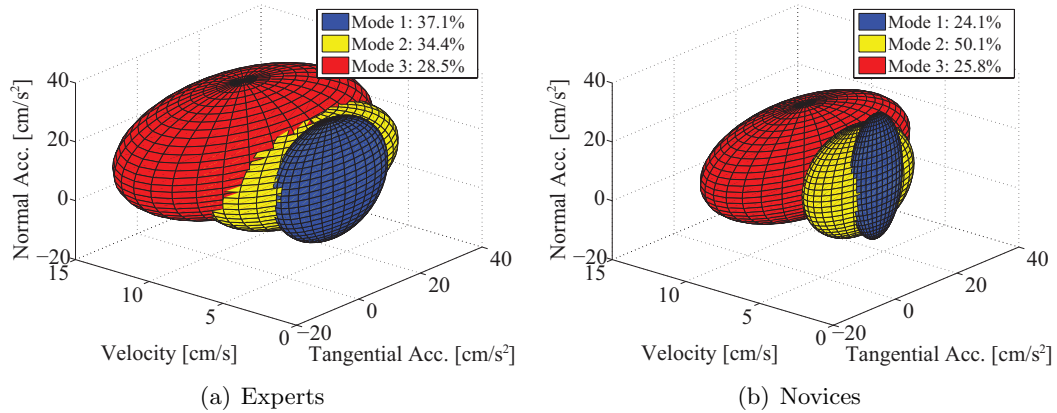 Mode 1: 37.1%
Mode 2: 34.4%
Mode 3: 28.5%
40
20
0
−20
Normal Acc. [cm/s²]
15
10
5
0
Velocity [cm/s]
−20
0
20
40
Tangential Acc. [cm/s²]
(a) Experts
Mode 1: 24.1%
Mode 2: 50.1%
Mode 3: 25.8%
40
20
0
−20
Normal Acc. [cm/s²]
15
10
5
0
Velocity [cm/s]
−20
0
20
40
Tangential Acc. [cm/s²]
(b) Novices